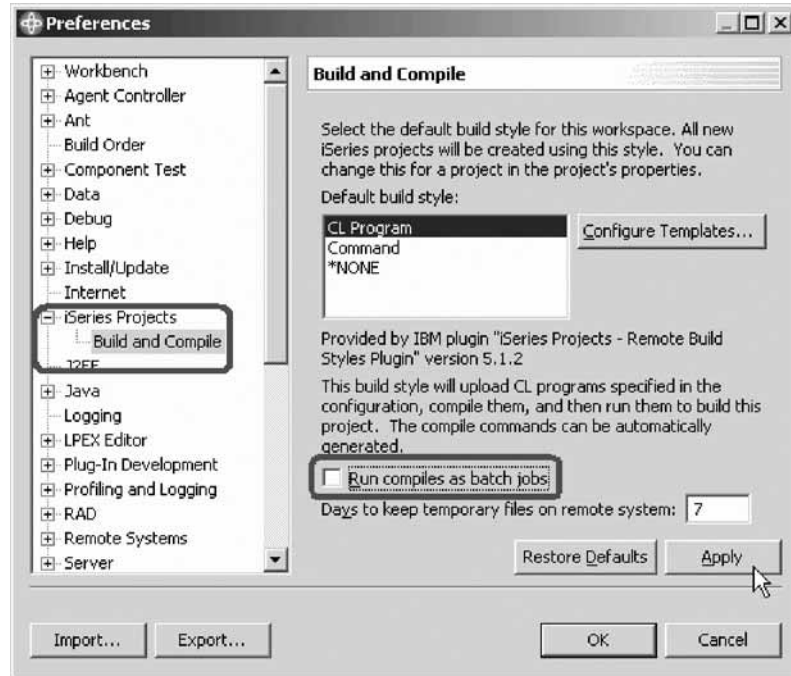 Preferences
Workbench
Agent Controller
Ant
Build Order
Component Test
Data
Debug
Help
Install/Update
Internet
iSeries Projects
Build and Compile
J2EE
Java
Logging
LPEX Editor
Plug-In Development
Profiling and Logging
RAD
Remote Systems
Server
Build and Compile
Select the default build style for this workspace. All new
iSeries projects will be created using this style. You can
change this for a project in the project's properties.
Default build style:
CL Program
Command
*NONE
Configure Templates...
Provided by IBM plugin "iSeries Projects - Remote Build
Styles Plugin" version 5.1.2
This build style will upload CL programs specified in the
configuration, compile them, and then run them to build this
project. The compile commands can be automatically
generated.
Run compiles as batch jobs
Days to keep temporary files on remote system: 7
Restore Defaults
Apply
Import...
Export...
OK
Cancel